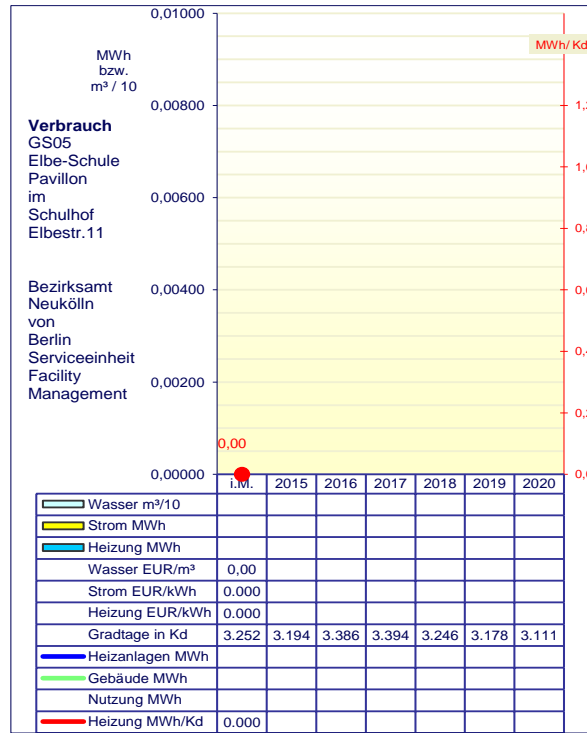 MWh
bzw.
m³ / 10
Verbrauch
GS05
Elbe-Schule
Pavillon
im
Schulhof
Elbestr.11
Bezirksamt
Neukölln
von
Berlin
Serviceeinheit
Facility
Management
0,01000
0,00800
0,00600
0,00400
0,00200
0,00000
MWh/Kd
0,00
i.M. 2015 2016 2017 2018 2019 2020
Wasser m³/10
Strom MWh
Heizung MWh
Wasser EUR/m³ 0,00
Strom EUR/kWh 0.000
Heizung EUR/kWh 0.000
Gradtage in Kd 3.252 3.194 3.386 3.394 3.246 3.178 3.111
Heizanlagen MWh
Gebäude MWh
Nutzung MWh
Heizung MWh/Kd 0.000